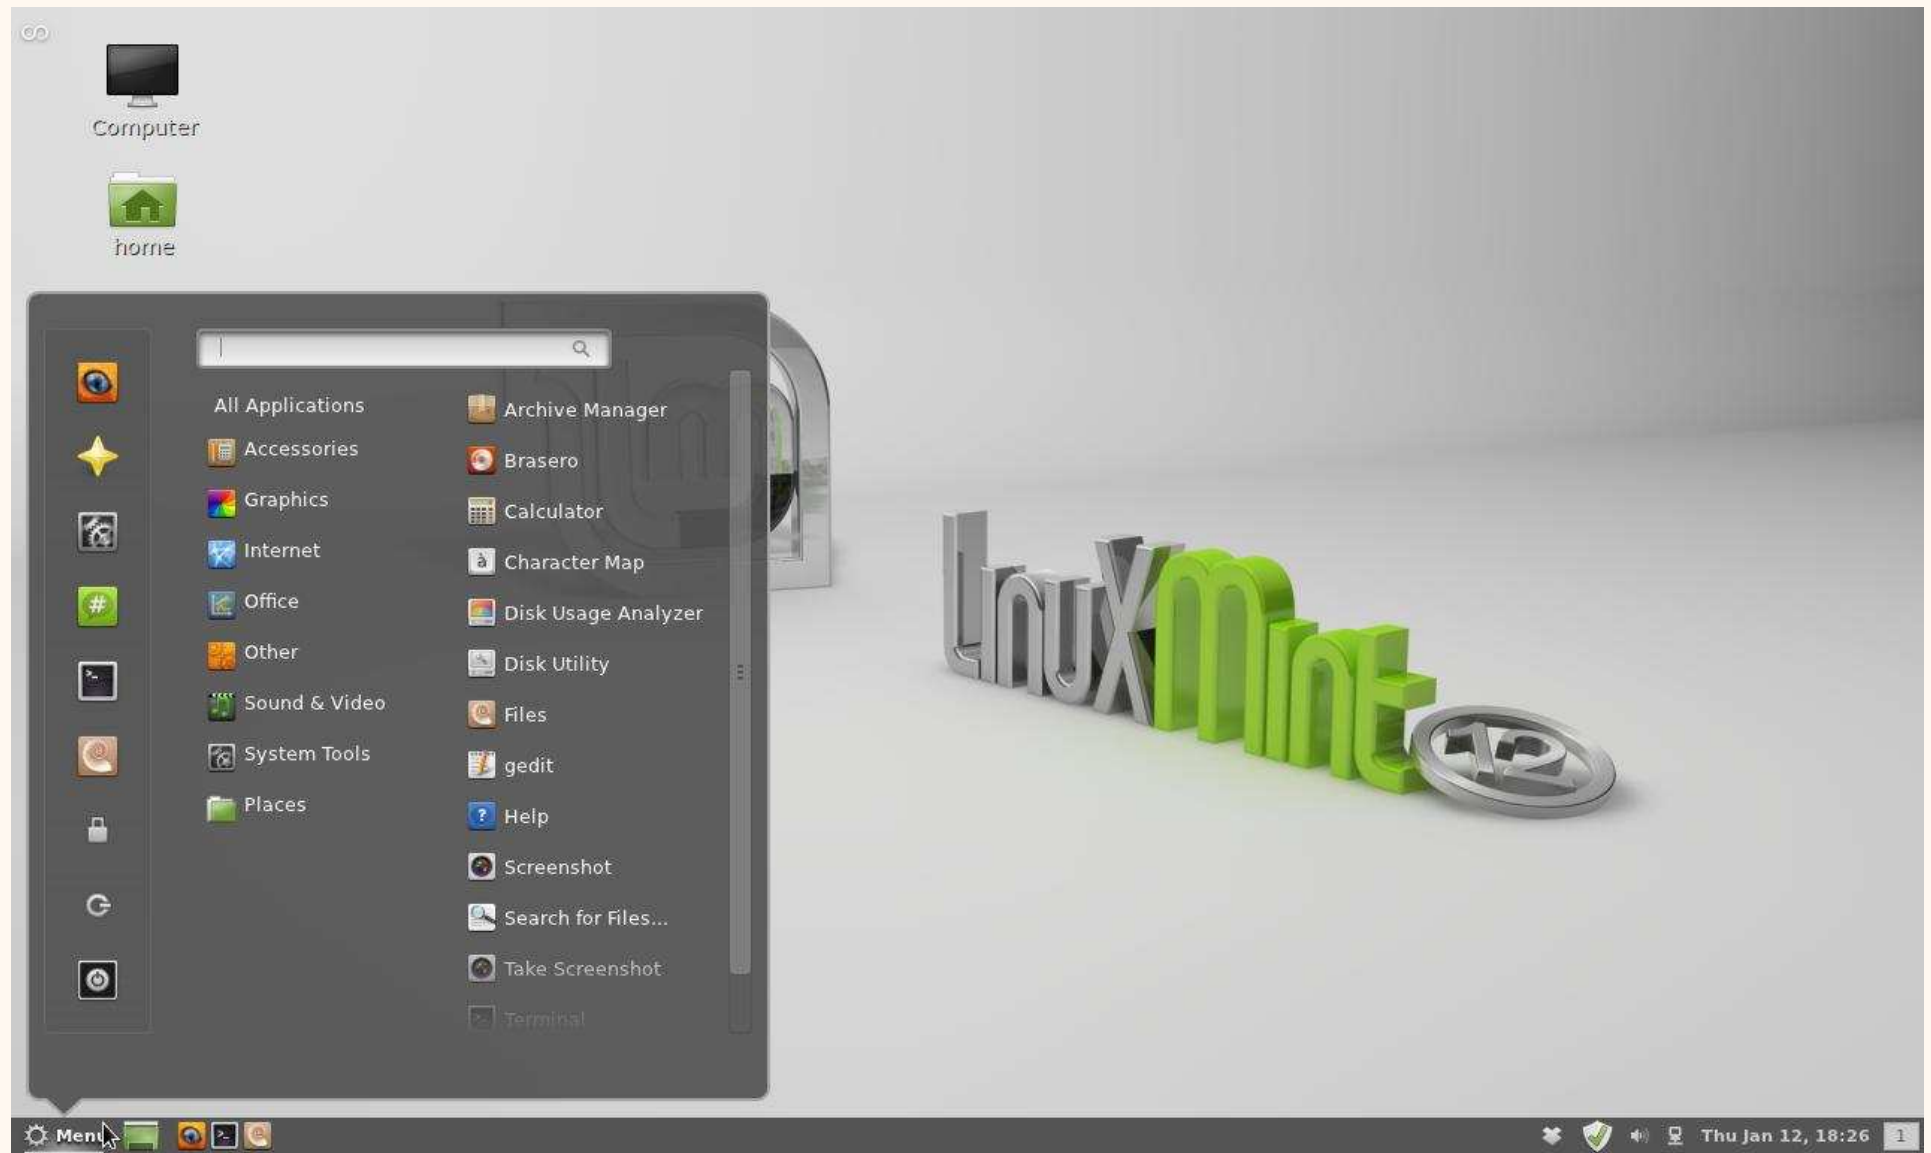 Computer
home
All Applications
Accessories
Graphics
Internet
Office
Other
Sound & Video
System Tools
Places
Archive Manager
Brasero
Calculator
Character Map
Disk Usage Analyzer
Disk Utility
Files
gedit
Help
Screenshot
Search for Files...
Take Screenshot
Terminal
LinuxMint 12
Menu
Thu Jan 12, 18:26
1